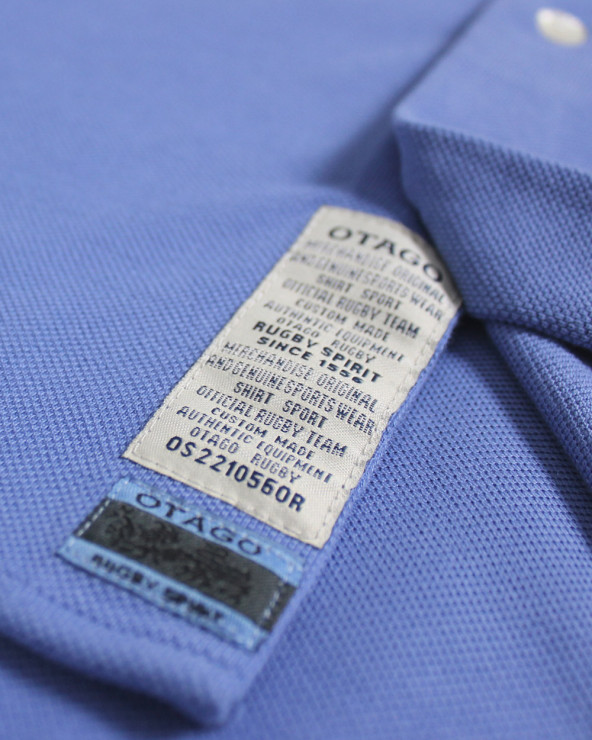 OTAGO
MERCHANDISE ORIGINAL
AND GENUINE SPORTS WEAR
SHIRT SPORT
OFFICIAL RUGBY TEAM
CUSTOM MADE
AUTHENTIC EQUIPMENT
OTAGO RUGBY
RUGBY SPIRIT
SINCE 1556
MERCHANDISE ORIGINAL
AND GENUINE SPORTS WEAR
SHIRT SPORT
OFFICIAL RUGBY TEAM
CUSTOM MADE
AUTHENTIC EQUIPMENT
OTAGO RUGBY
OS2210560R
OTAGO
RUGBY SPIRIT